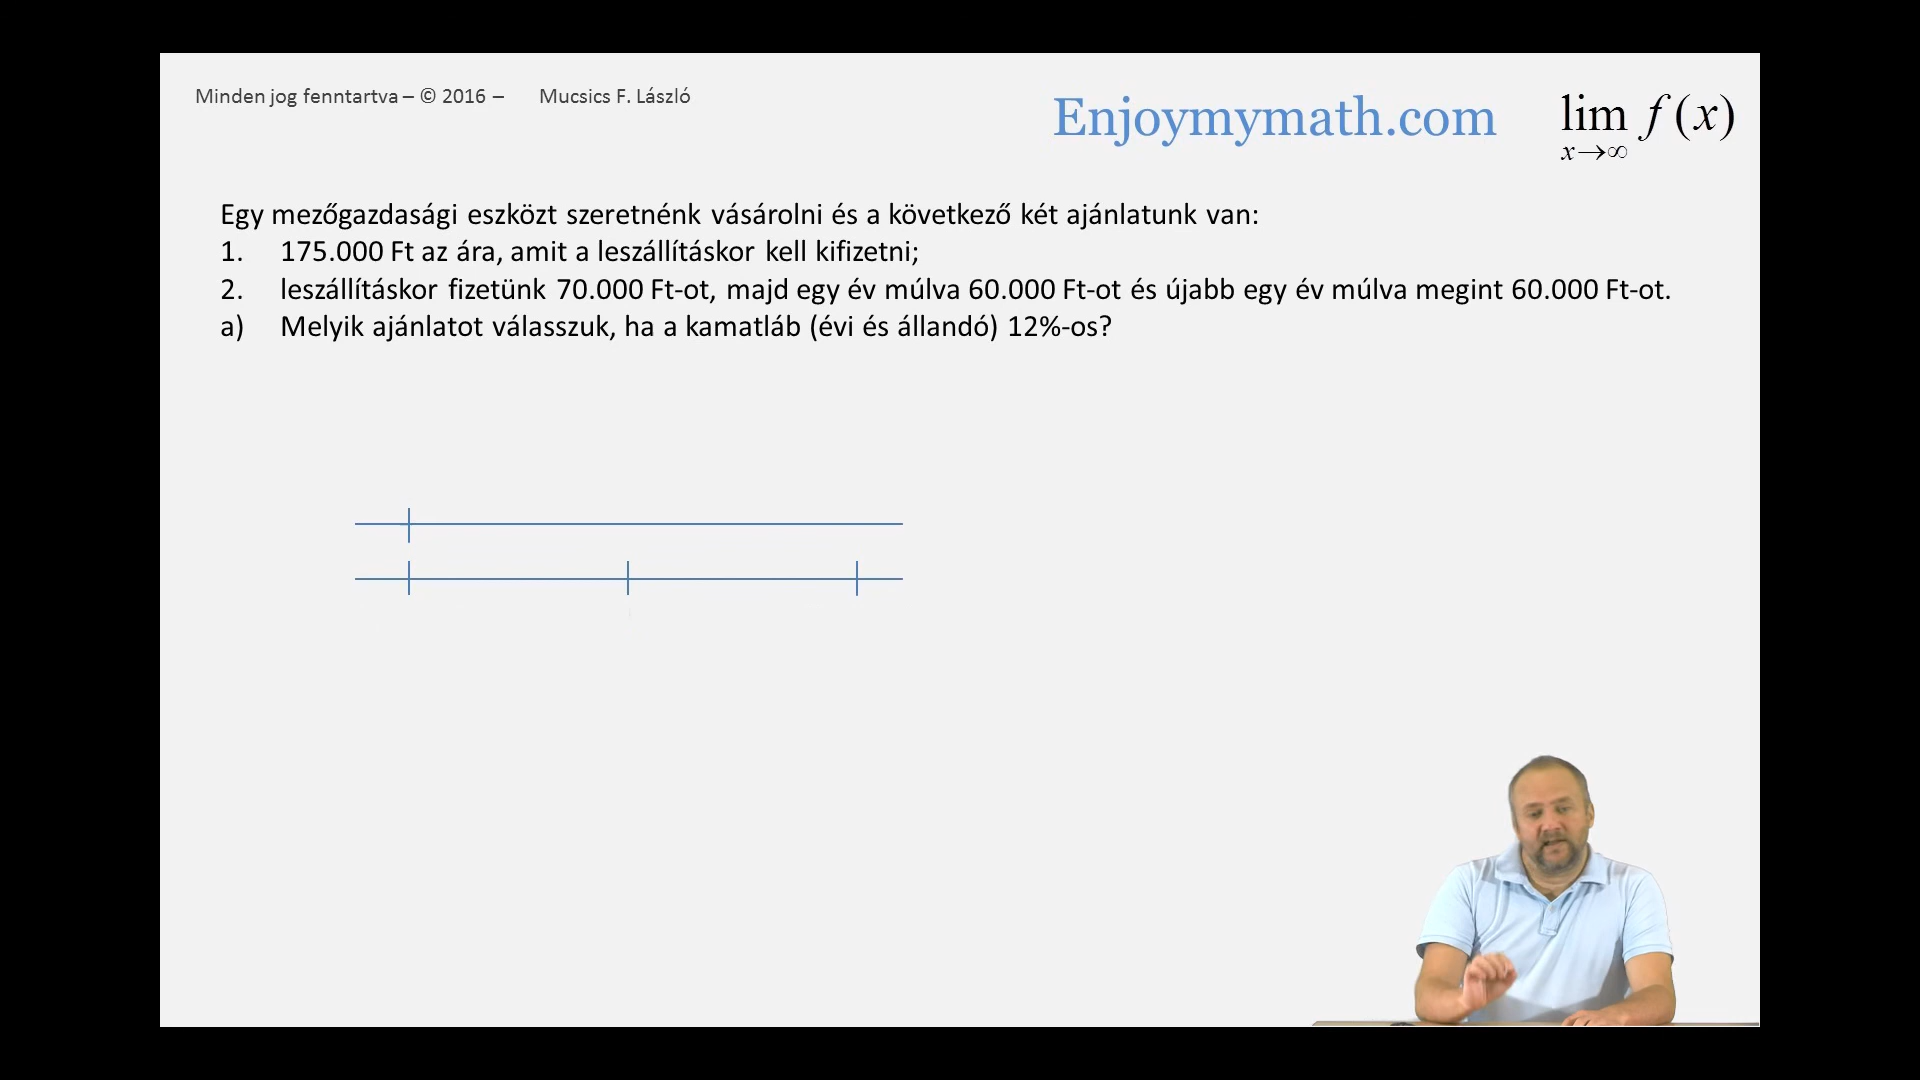 Minden jog fenntartva – © 2016 – Mucsics F. László
Enjoymymath.com
lim f(x)
x→∞
Egy mezőgazdasági eszközt szeretnénk vásárolni és a következő két ajánlatunk van:
1. 175.000 Ft az ára, amit a leszállításkor kell kifizetni;
2. leszállításkor fizetünk 70.000 Ft-ot, majd egy év múlva 60.000 Ft-ot és újabb egy év múlva megint 60.000 Ft-ot.
a) Melyik ajánlatot válasszuk, ha a kamatláb (évi és állandó) 12%-os?